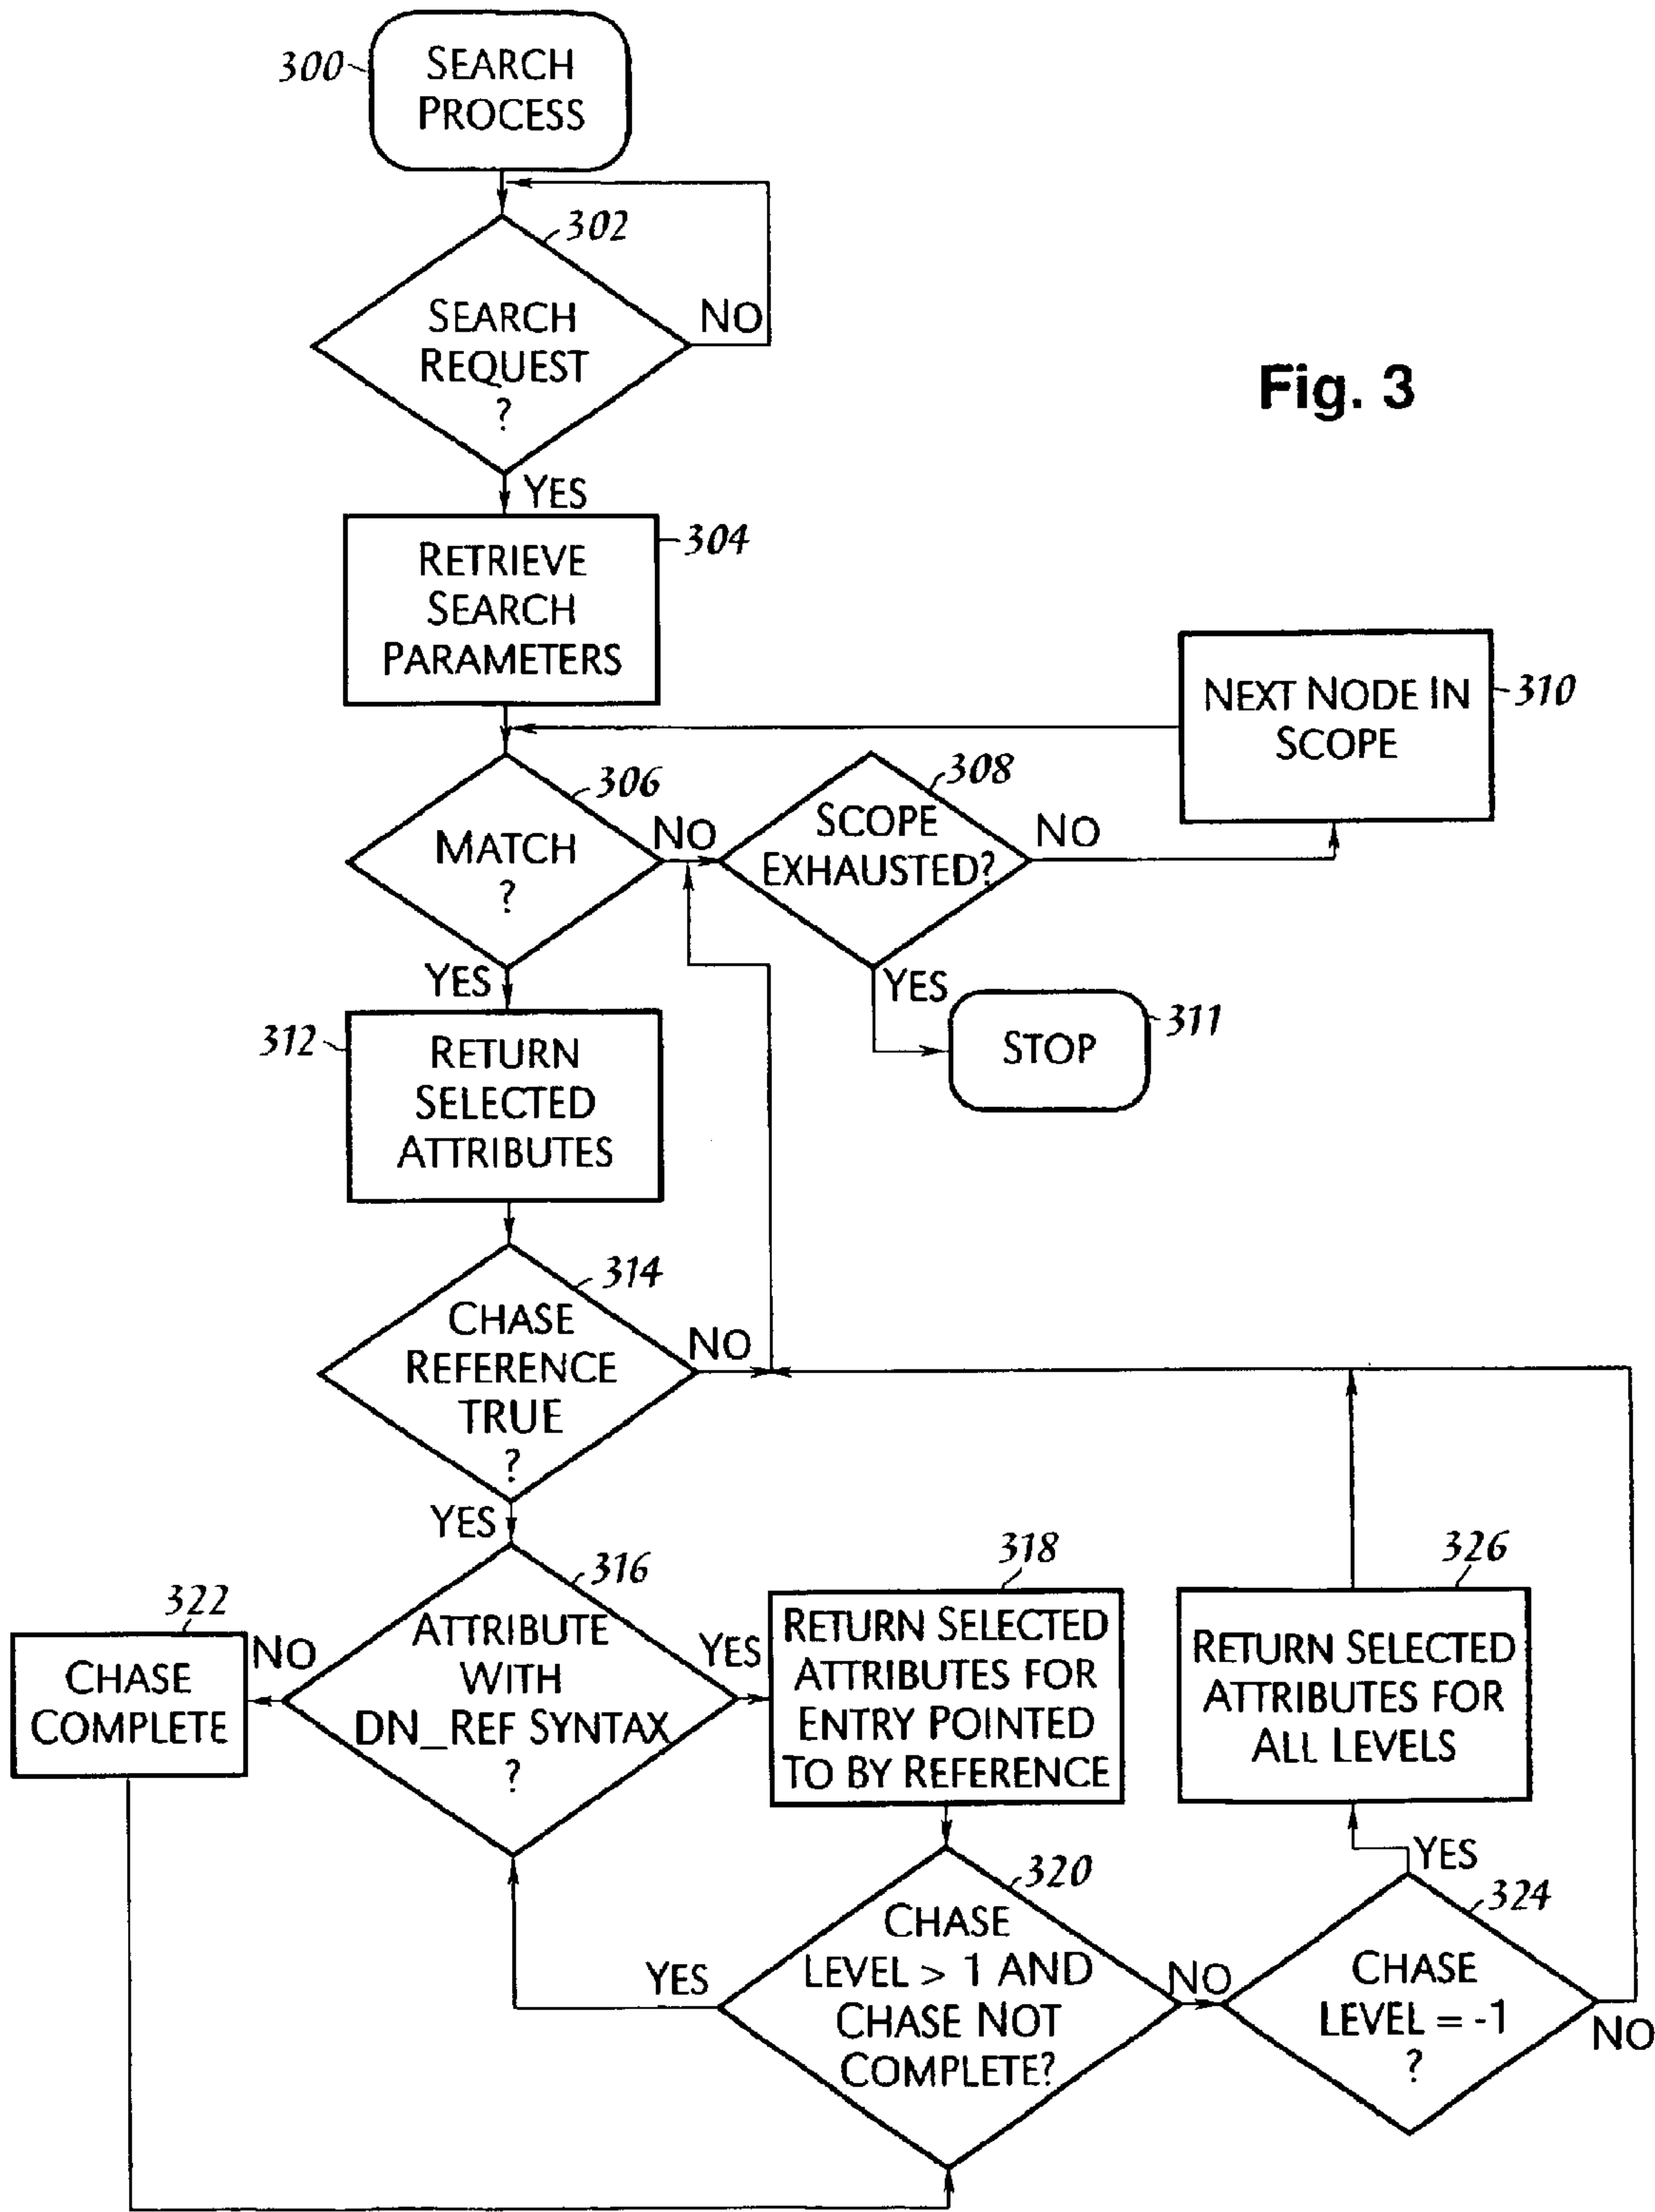 300
SEARCH
PROCESS
302
SEARCH
REQUEST
?
NO
Fig. 3
YES
304
RETRIEVE
SEARCH
PARAMETERS
310
NEXT NODE IN
SCOPE
306
MATCH
?
NO
308
SCOPE
EXHAUSTED?
NO
YES
YES
311
STOP
312
RETURN
SELECTED
ATTRIBUTES
314
CHASE
REFERENCE
TRUE
?
NO
YES
316
ATTRIBUTE
WITH
DN_REF SYNTAX
?
322
NO
CHASE
COMPLETE
YES
318
RETURN SELECTED
ATTRIBUTES FOR
ENTRY POINTED
TO BY REFERENCE
326
RETURN SELECTED
ATTRIBUTES FOR
ALL LEVELS
320
CHASE
LEVEL > 1 AND
CHASE NOT
COMPLETE?
YES
NO
YES
324
CHASE
LEVEL = -1
?
NO